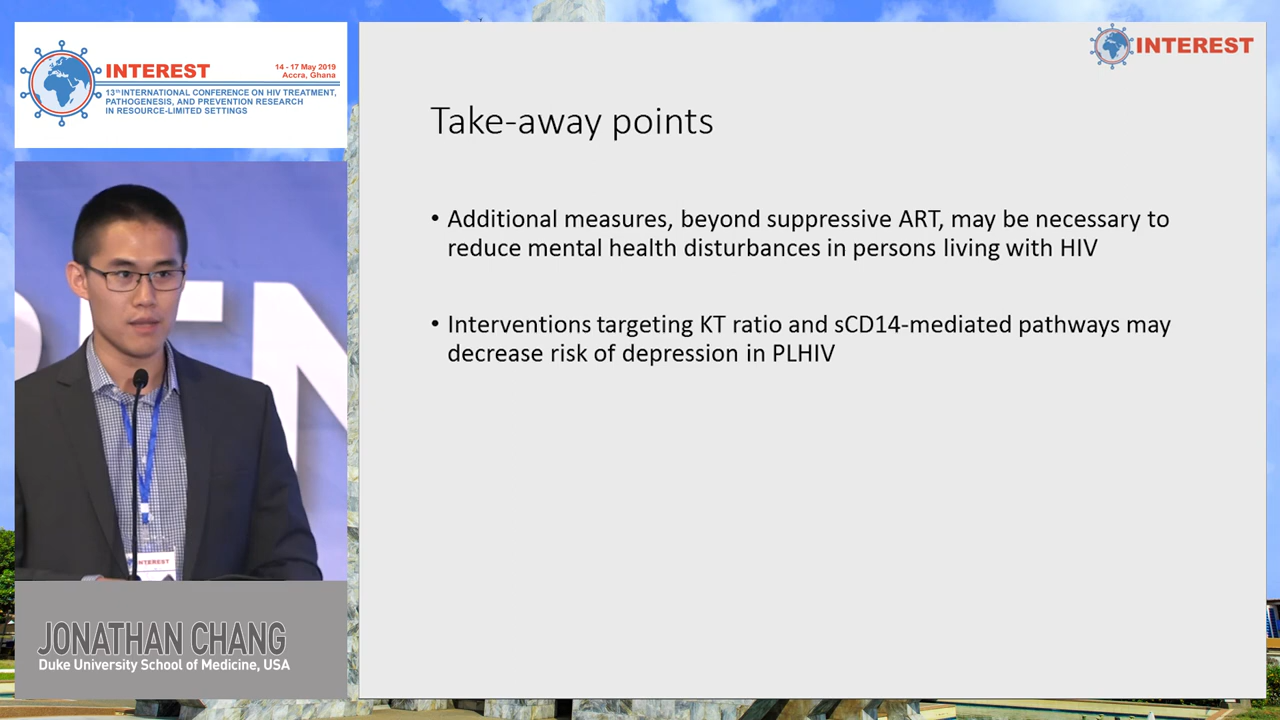 INTEREST
14 - 17 May 2019
Accra, Ghana
13th INTERNATIONAL CONFERENCE ON HIV TREATMENT,
PATHOGENESIS, AND PREVENTION RESEARCH
IN RESOURCE-LIMITED SETTINGS
INTEREST
JONATHAN CHANG
Duke University School of Medicine, USA
INTEREST
Take-away points
• Additional measures, beyond suppressive ART, may be necessary to
reduce mental health disturbances in persons living with HIV
• Interventions targeting KT ratio and sCD14-mediated pathways may
decrease risk of depression in PLHIV